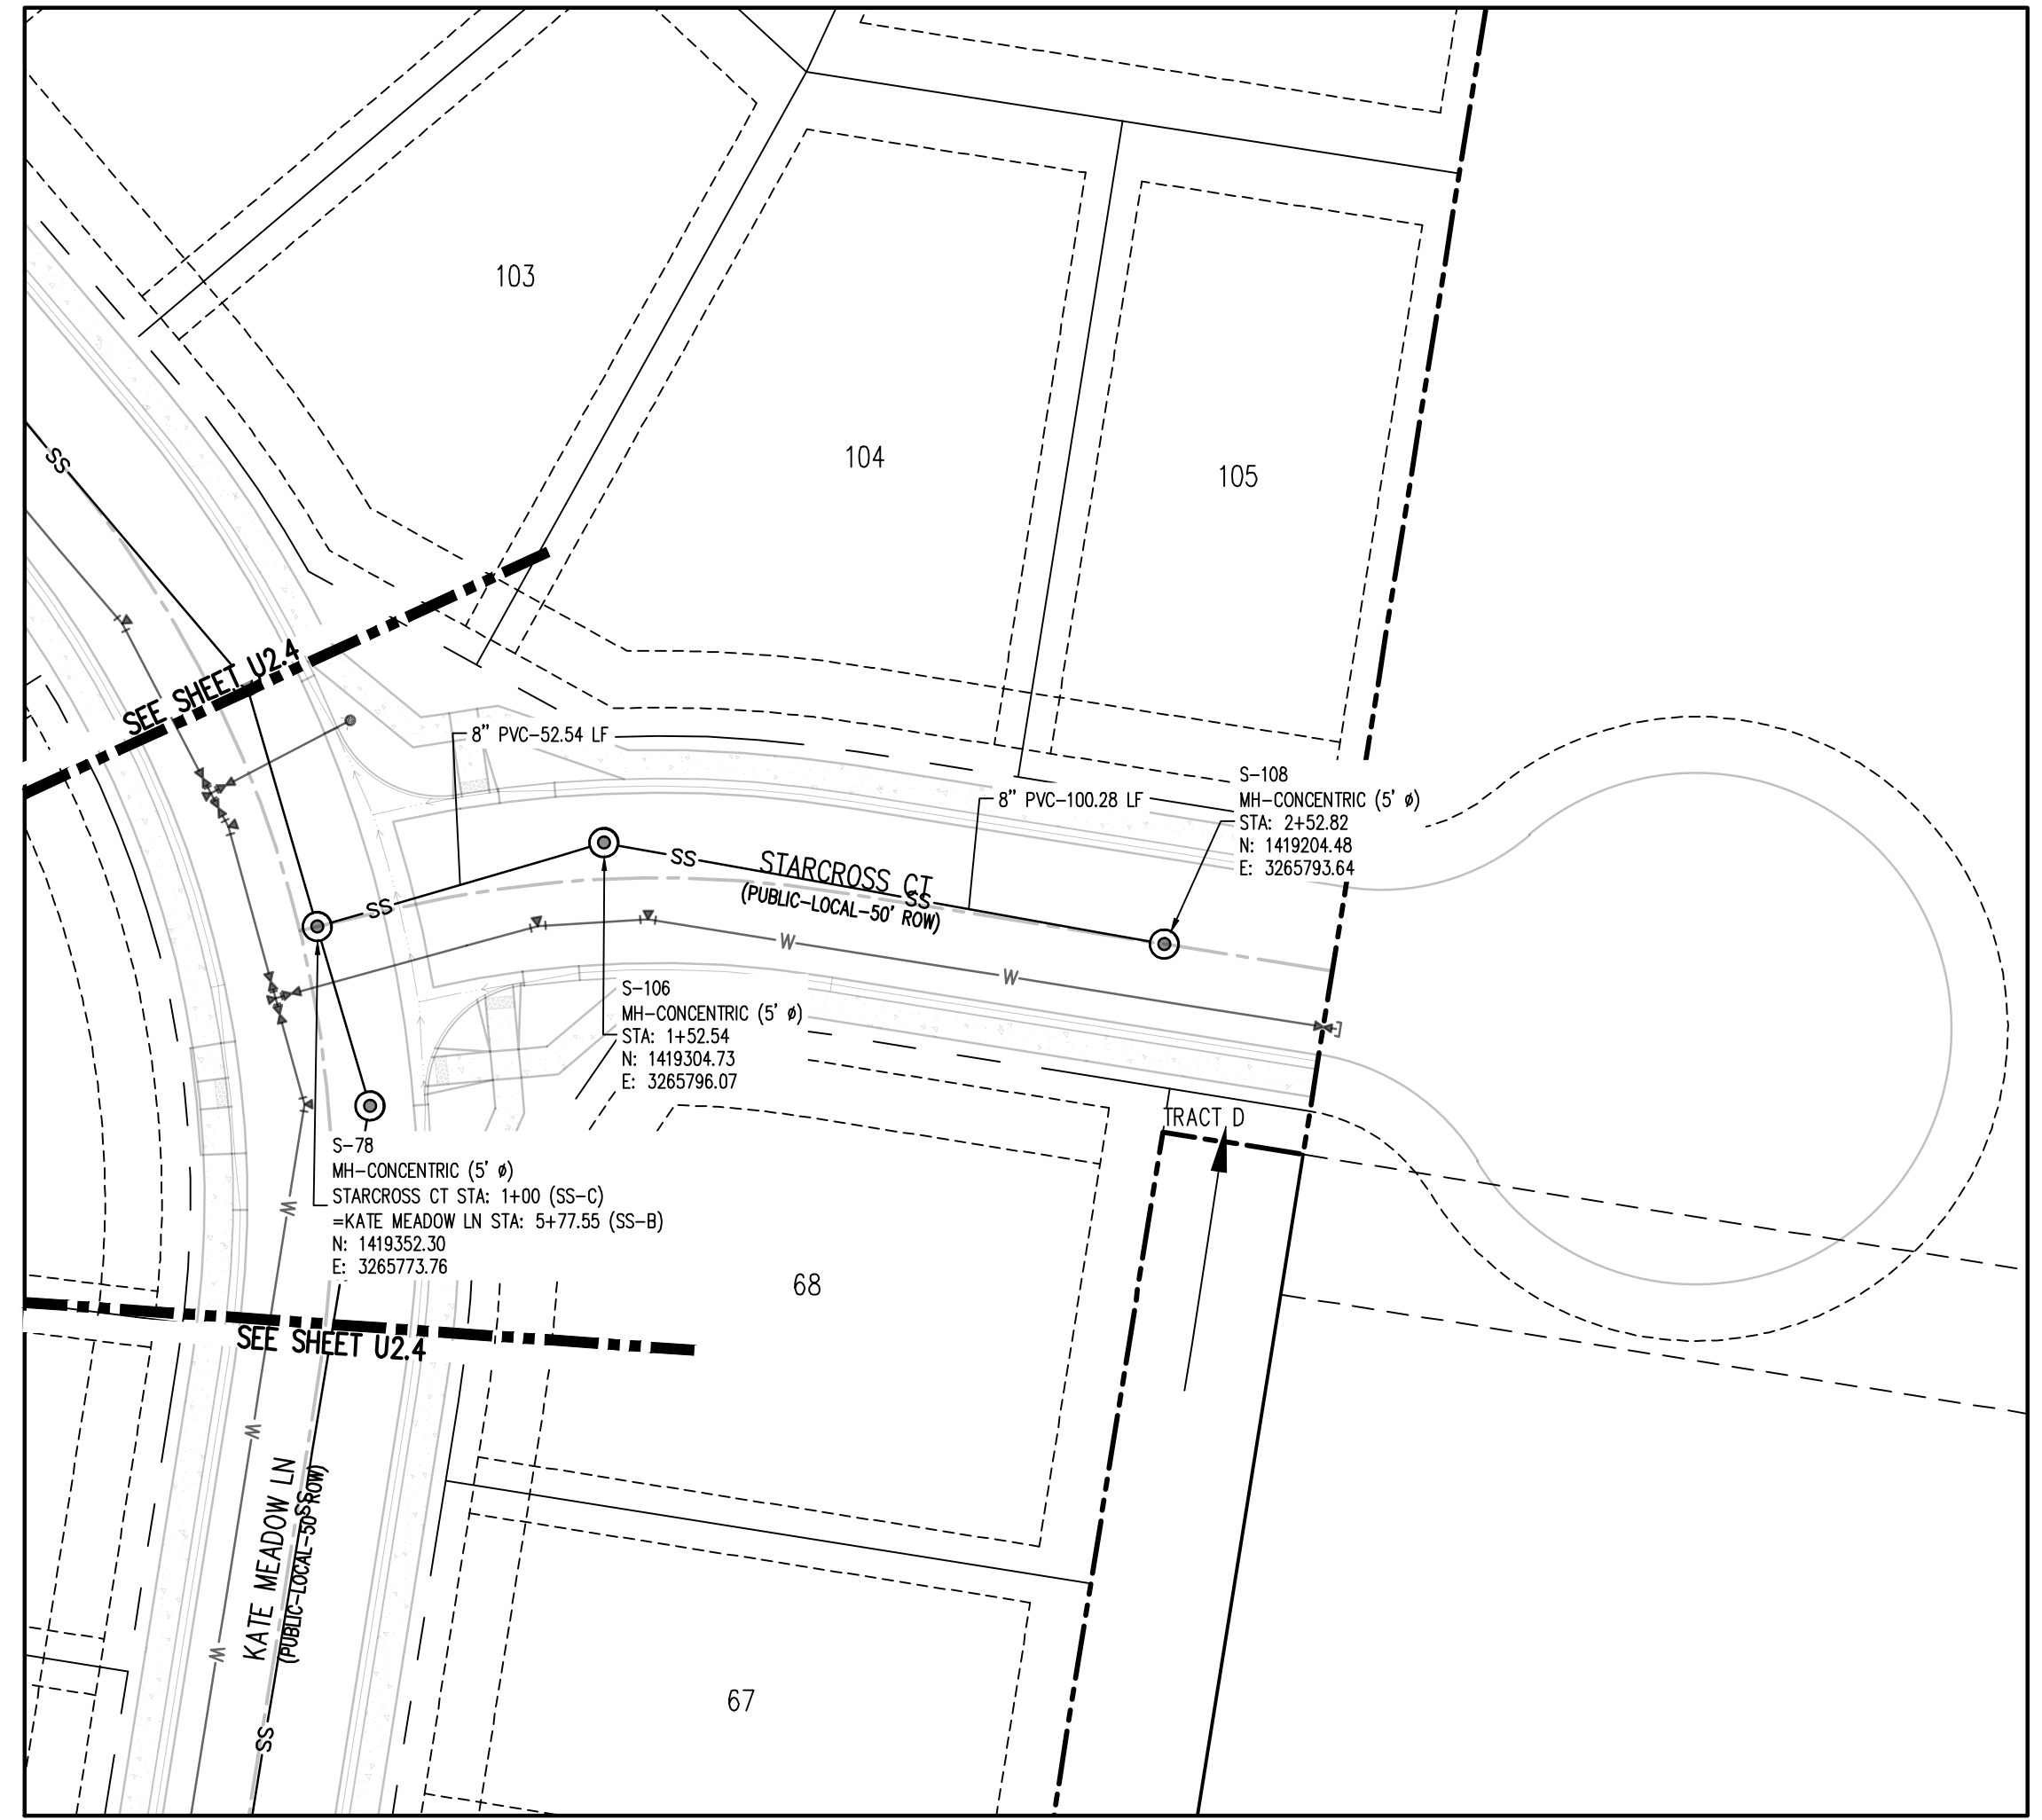 103
104
105
SS
SEE SHEET U2.4
8" PVC-52.54 LF
8" PVC-100.28 LF
S-108
MH-CONCENTRIC (5' ø)
STA: 2+52.82
N: 1419204.48
E: 3265793.64
SS
SS
STARCROSS CT
SS
(PUBLIC-LOCAL-50' ROW)
W
W
S-106
MH-CONCENTRIC (5' ø)
STA: 1+52.54
N: 1419304.73
E: 3265796.07
TRACT D
S-78
MH-CONCENTRIC (5' ø)
STARCROSS CT STA: 1+00 (SS-C)
=KATE MEADOW LN STA: 5+77.55 (SS-B)
N: 1419352.30
E: 3265773.76
W
68
SEE SHEET U2.4
W
KATE MEADOW LN
SS
(PUBLIC-LOCAL-50' ROW)
W
SS
67